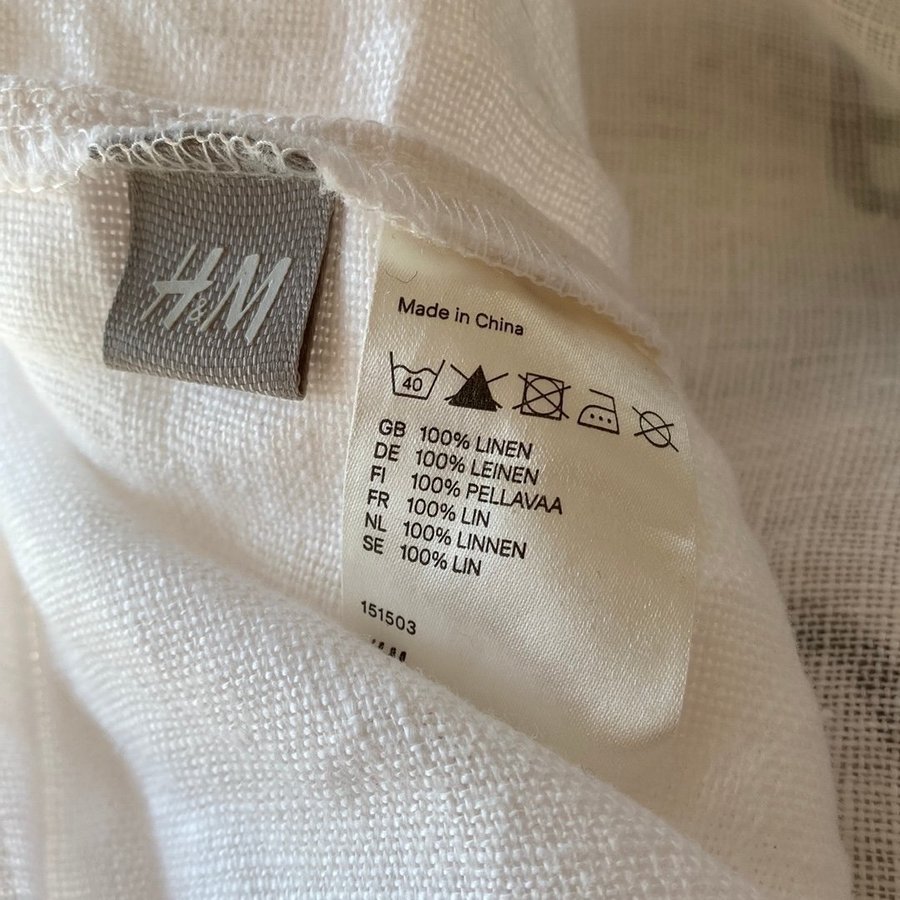 H&M
Made in China
40
GB 100% LINEN
DE 100% LEINEN
FI 100% PELLAVAA
FR 100% LIN
NL 100% LINNEN
SE 100% LIN
151503